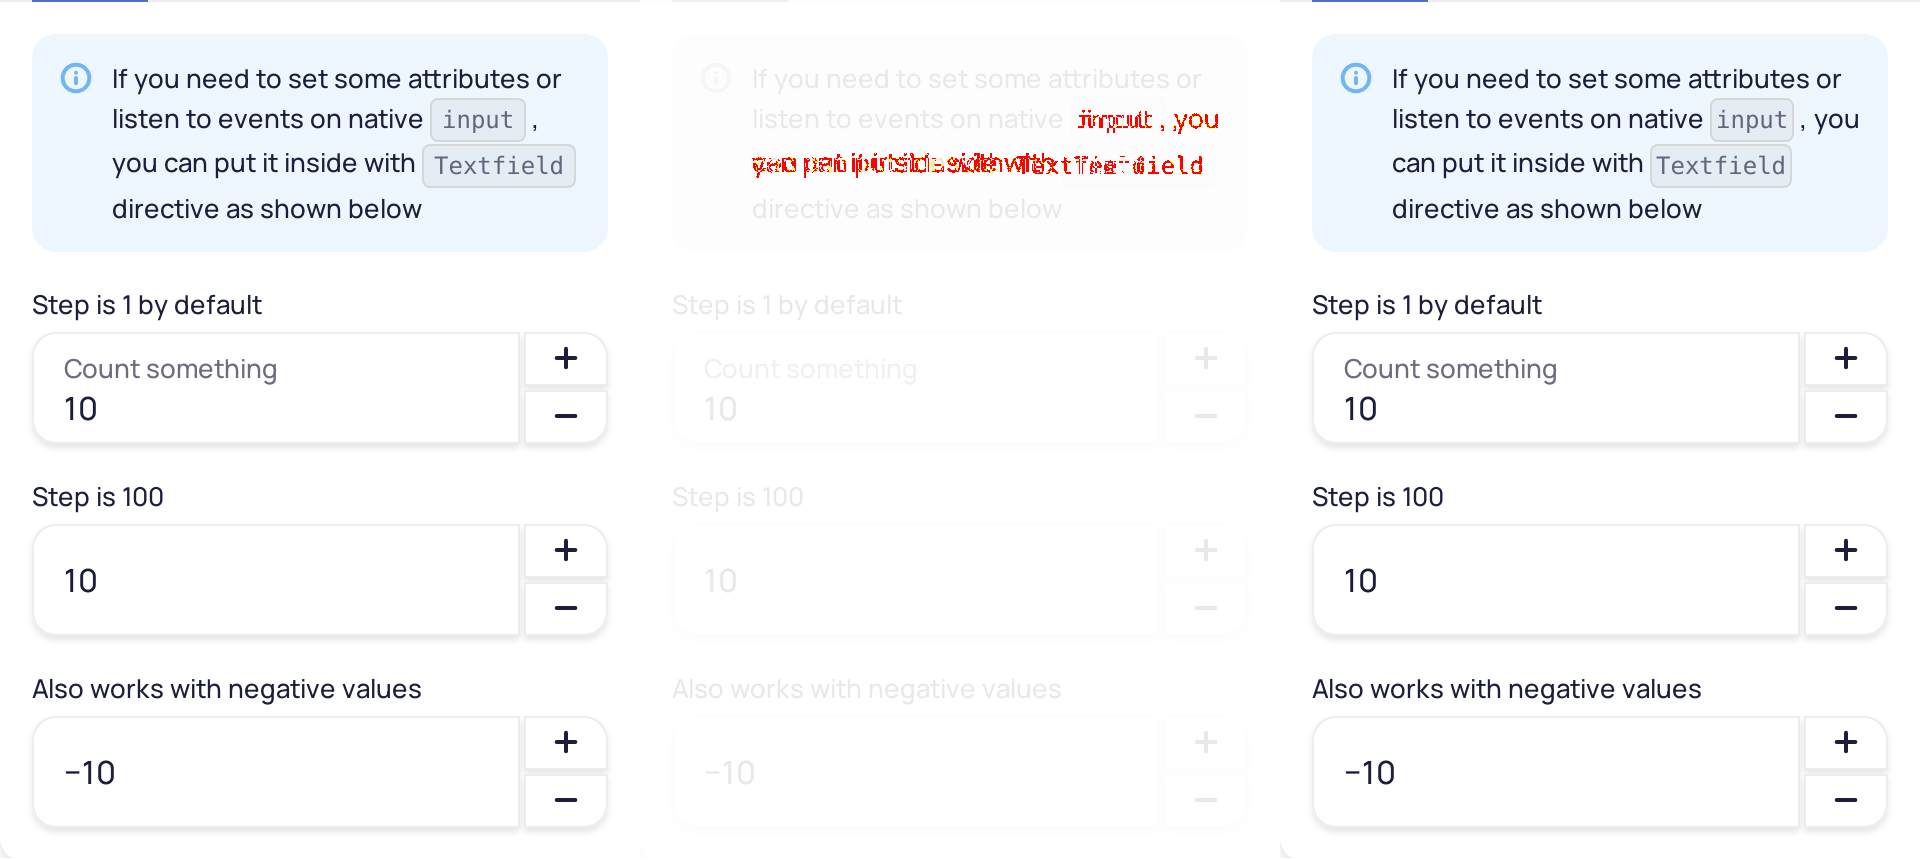 If you need to set some attributes or
listen to events on native input ,
you can put it inside with Textfield
directive as shown below
Step is 1 by default
Count something
10
Step is 100
10
Also works with negative values
−10
If you need to set some attributes or
listen to events on native , you
directive as shown below
Step is 1 by default
Count something
10
Step is 100
10
Also works with negative values
−10
If you need to set some attributes or
listen to events on native input , you
can put it inside with Textfield
directive as shown below
Step is 1 by default
Count something
10
Step is 100
10
Also works with negative values
−10